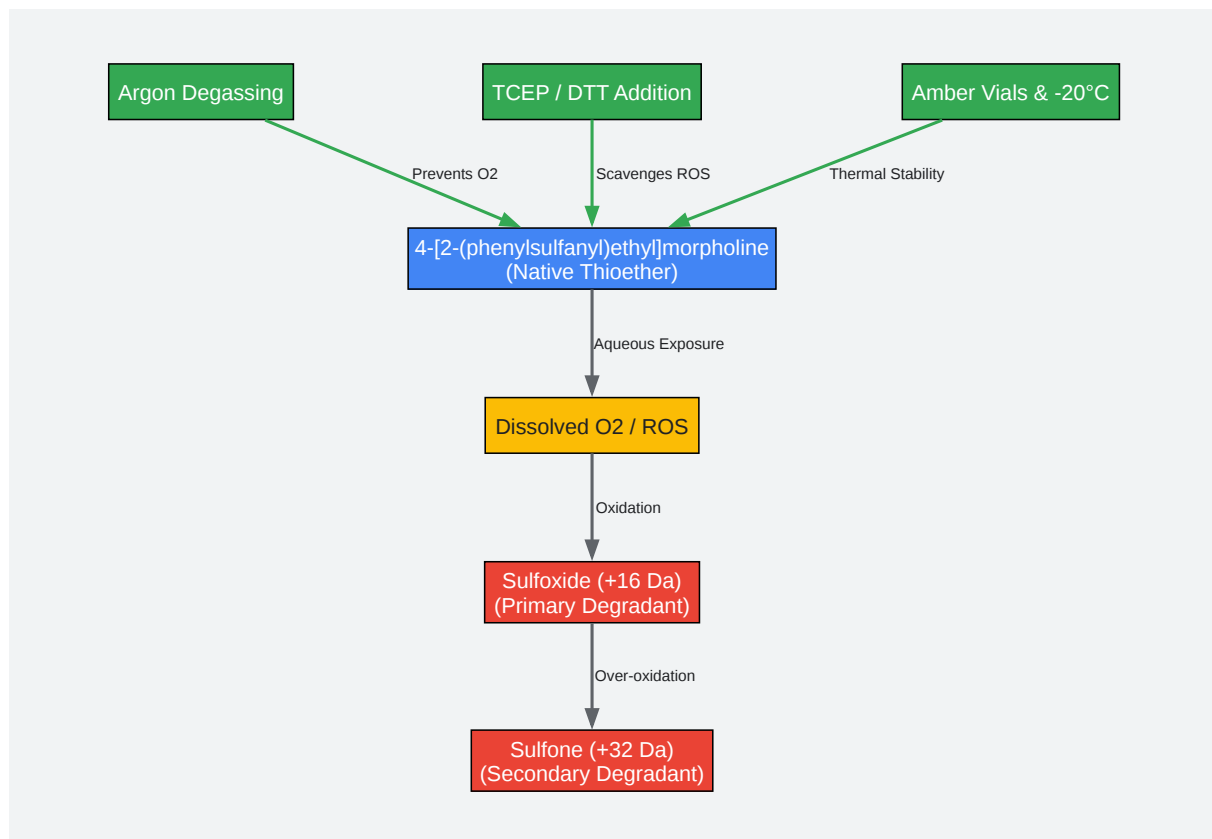 Argon Degassing
TCEP / DTT Addition
Amber Vials & -20°C
Prevents O2
Scavenges ROS
Thermal Stability
4-[2-(phenylsulfanyl)ethyl]morpholine
(Native Thioether)
Aqueous Exposure
Dissolved O2 / ROS
Oxidation
Sulfoxide (+16 Da)
(Primary Degradant)
Over-oxidation
Sulfone (+32 Da)
(Secondary Degradant)